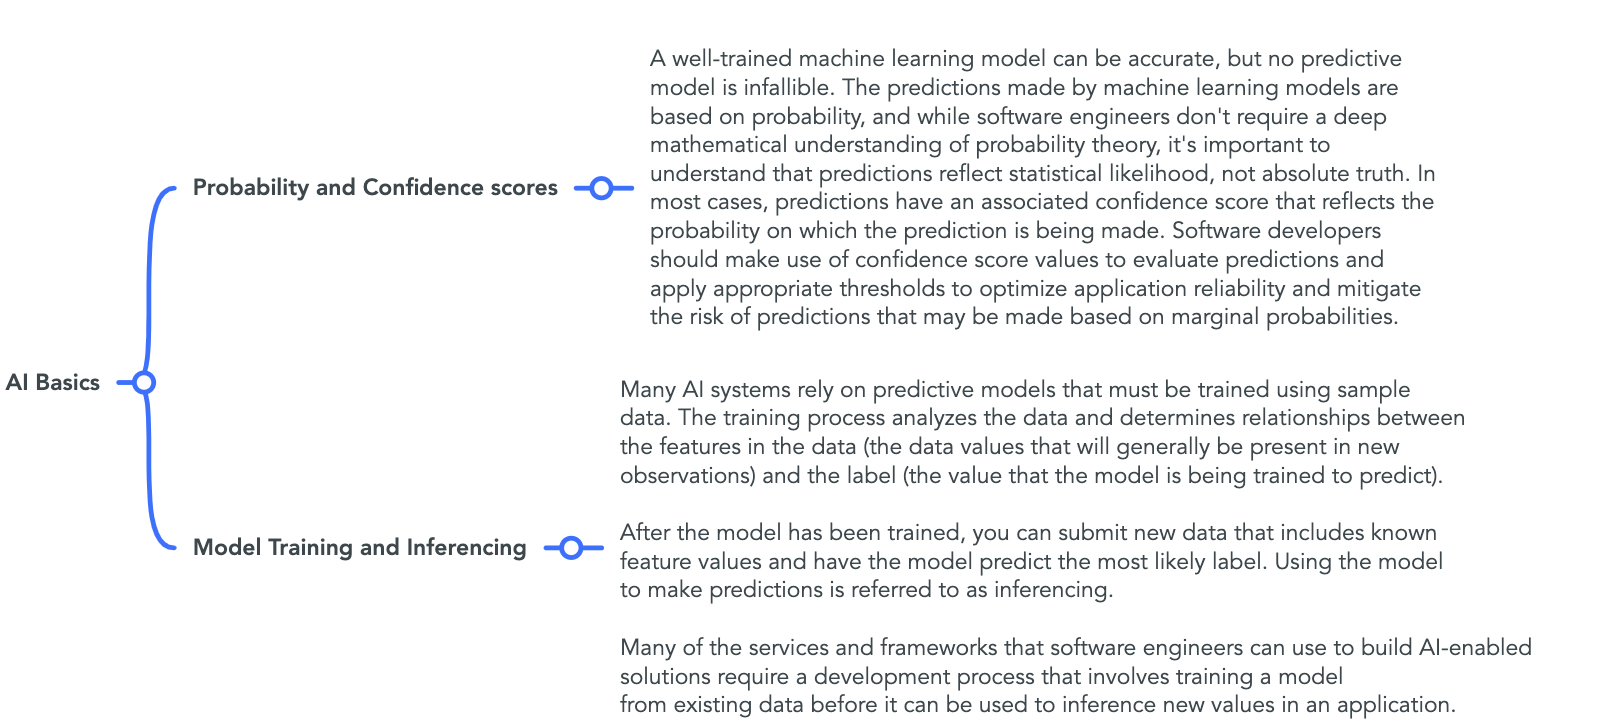 A well-trained machine learning model can be accurate, but no predictive
model is infallible. The predictions made by machine learning models are
based on probability, and while software engineers don't require a deep
mathematical understanding of probability theory, it's important to
understand that predictions reflect statistical likelihood, not absolute truth. In
most cases, predictions have an associated confidence score that reflects the
probability on which the prediction is being made. Software developers
should make use of confidence score values to evaluate predictions and
apply appropriate thresholds to optimize application reliability and mitigate
the risk of predictions that may be made based on marginal probabilities.
Probability and Confidence scores
AI Basics
Many AI systems rely on predictive models that must be trained using sample
data. The training process analyzes the data and determines relationships between
the features in the data (the data values that will generally be present in new
observations) and the label (the value that the model is being trained to predict).
Model Training and Inferencing
After the model has been trained, you can submit new data that includes known
feature values and have the model predict the most likely label. Using the model
to make predictions is referred to as inferencing.
Many of the services and frameworks that software engineers can use to build AI-enabled
solutions require a development process that involves training a model
from existing data before it can be used to inference new values in an application.